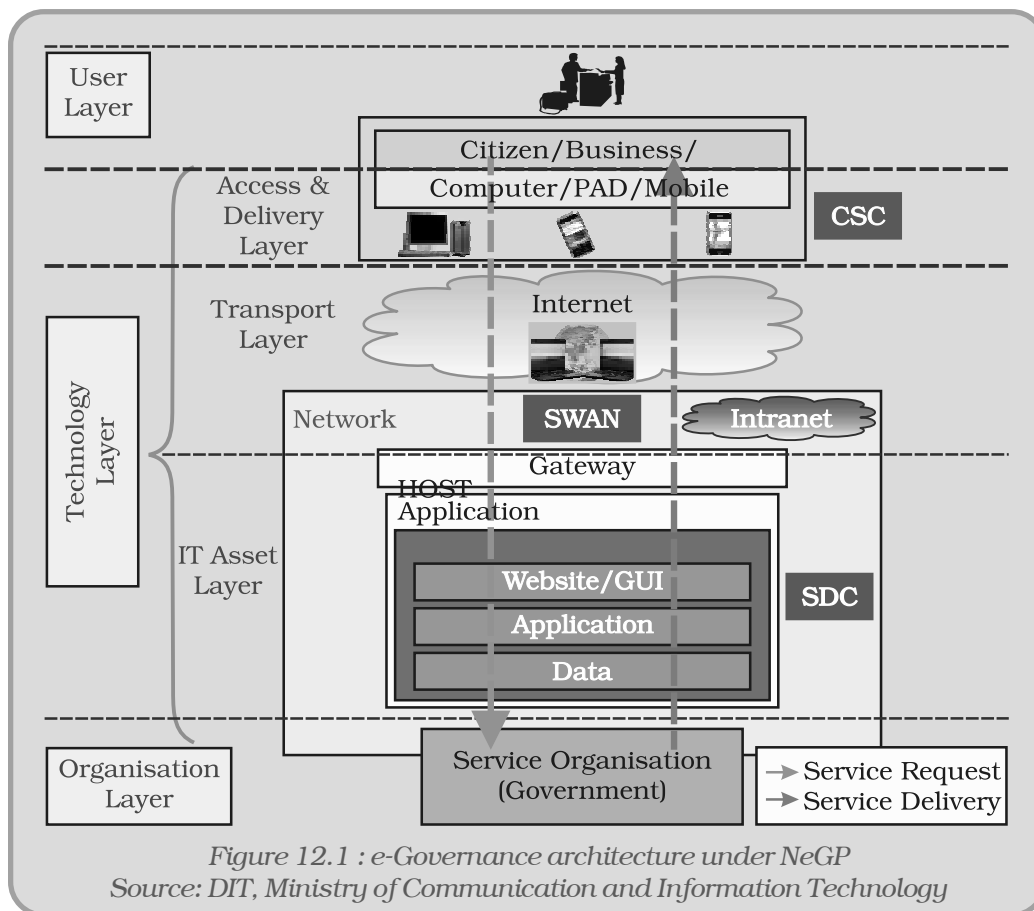 User
Layer
Citizen/Business/
Access &
Delivery
Layer
Computer/PAD/Mobile
CSC
Transport
Layer
Internet
Technology
Layer
Network
SWAN
Intranet
Gateway
HOST
Application
IT Asset
Layer
Website/GUI
Application
Data
SDC
Organisation
Layer
Service Organisation
(Government)
Service Request
Service Delivery
Figure 12.1 : e-Governance architecture under NeGP
Source: DIT, Ministry of Communication and Information Technology